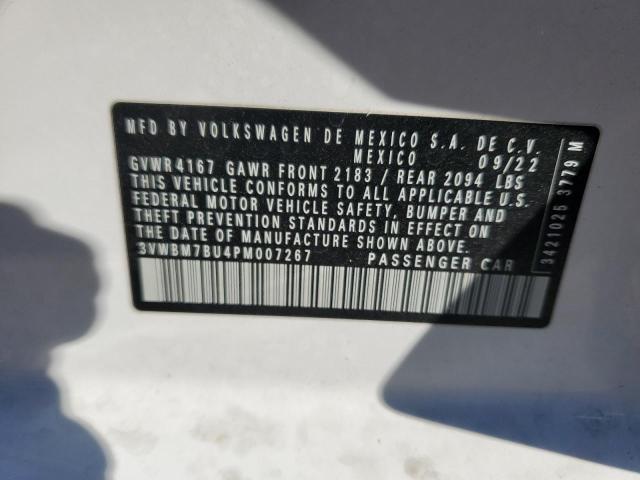 MFD BY VOLKSWAGEN DE MEXICO S.A. DE C.V.
MEXICO 09/22
GVWR4167 GAWR FRONT 2183 / REAR 2094 LBS
THIS VEHICLE CONFORMS TO ALL APPLICABLE U.S.
FEDERAL MOTOR VEHICLE SAFETY, BUMPER AND
THEFT PREVENTION STANDARDS IN EFFECT ON
THE DATE OF MANUFACTURE SHOWN ABOVE.
3VWBM7BU4PM007267 PASSENGER CAR
3421025 3779 M